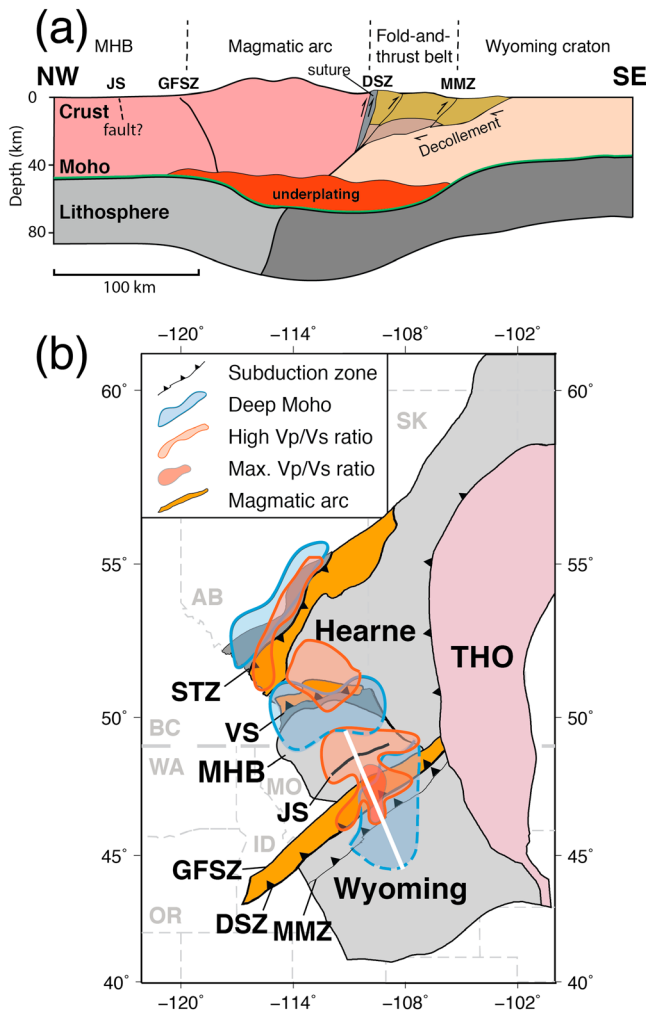 (a)
MHB
Magmatic arc
Fold-and-
thrust belt
Wyoming craton
NW
JS
GFSZ
suture
DSZ
MMZ
SE
0
Crust
fault?
Decollement
40
Moho
underplating
Lithosphere
80
Depth (km)
100 km
(b)
−120˚
−114˚
−108˚
−102˚
Subduction zone
Deep Moho
High Vp/Vs ratio
Max. Vp/Vs ratio
Magmatic arc
60˚
60˚
SK
55˚
55˚
AB
Hearne
THO
STZ
50˚
50˚
VS
BC
WA
MHB
MO
JS
ID
45˚
45˚
GFSZ
Wyoming
OR
DSZ
MMZ
40˚
40˚
−120˚
−114˚
−108˚
−102˚